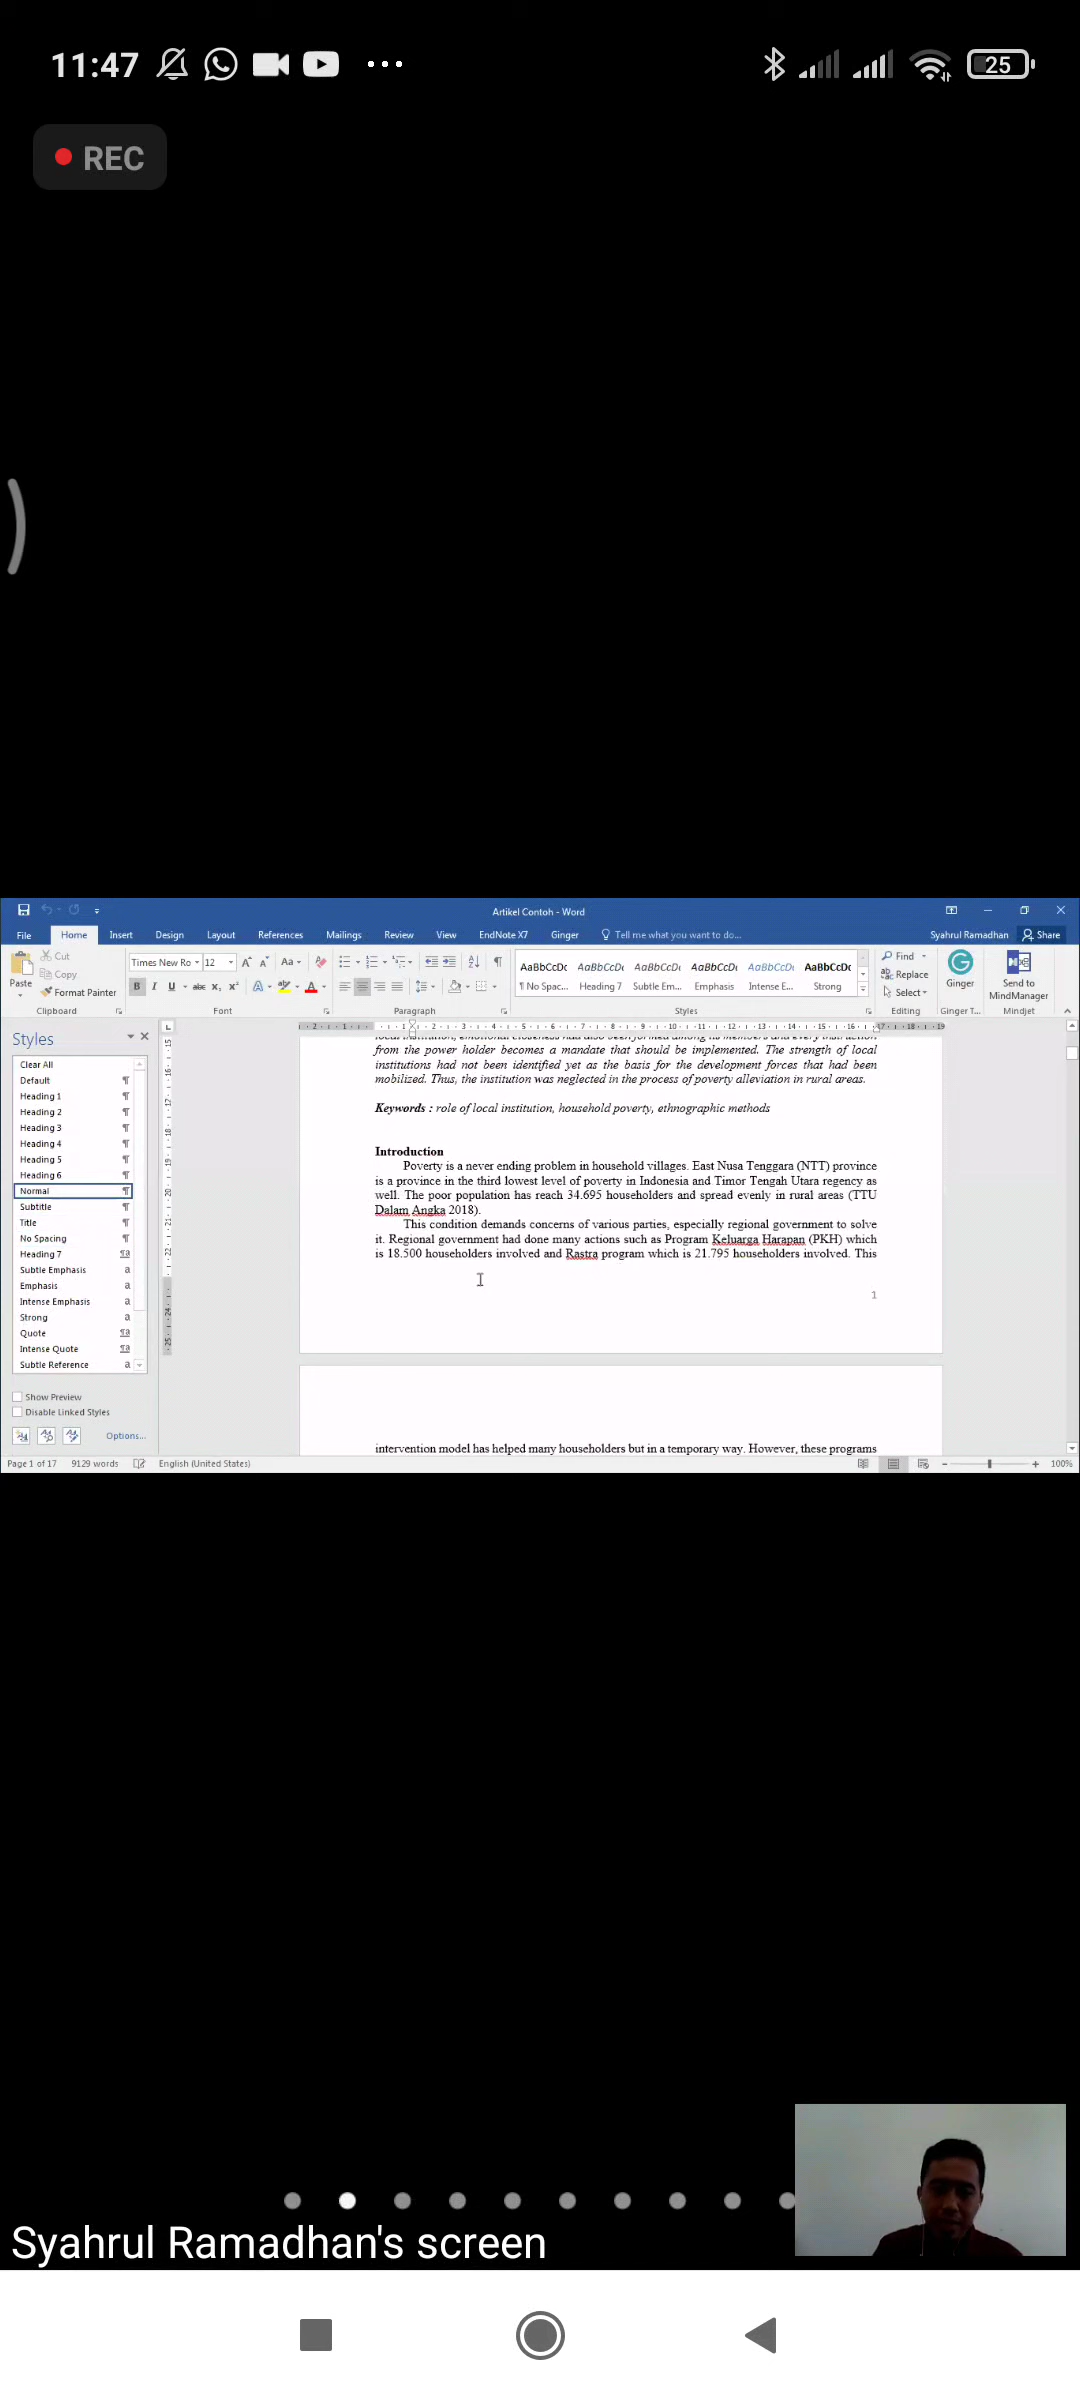 11:47
25
REC
Artikel Contoh - Word
File Home Insert Design Layout References Mailings Review View EndNote X7 Ginger Tell me what you want to do... Syahrul Ramadhan Share
Paste
Cut
Copy
Format Painter
Clipboard
Times New Ro 12
Font
Paragraph
AaBbCcDc AaBbCcDc AaBbCcDc AaBbCcDc AaBbCcDc AaBbCcDc
¶ No Spac... Heading 7 Subtle Em... Emphasis Intense E... Strong
Styles
Find
Replace
Select
Editing
Ginger
Ginger T...
Send to
MindManager
Mindjet
Styles
Clear All
Default
Heading 1
Heading 2
Heading 3
Heading 4
Heading 5
Heading 6
Normal
Subtitle
Title
No Spacing
Heading 7
Subtle Emphasis
Emphasis
Intense Emphasis
Strong
Quote
Intense Quote
Subtle Reference
Show Preview
Disable Linked Styles
Options...
local institution, emotional closeness had also been formed among its members and every instruction
from the power holder becomes a mandate that should be implemented. The strength of local
institutions had not been identified yet as the basis for the development forces that had been
mobilized. Thus, the institution was neglected in the process of poverty alleviation in rural areas.
Keywords : role of local institution, household poverty, ethnographic methods
Introduction
Poverty is a never ending problem in household villages. East Nusa Tenggara (NTT) province
is a province in the third lowest level of poverty in Indonesia and Timor Tengah Utara regency as
well. The poor population has reach 34.695 householders and spread evenly in rural areas (TTU
Dalam Angka 2018).
This condition demands concerns of various parties, especially regional government to solve
it. Regional government had done many actions such as Program Keluarga Harapan (PKH) which
is 18.500 householders involved and Rastra program which is 21.795 householders involved. This
1
intervention model has helped many householders but in a temporary way. However, these programs
Page 1 of 17 9129 words English (United States) 100%
Syahrul Ramadhan's screen